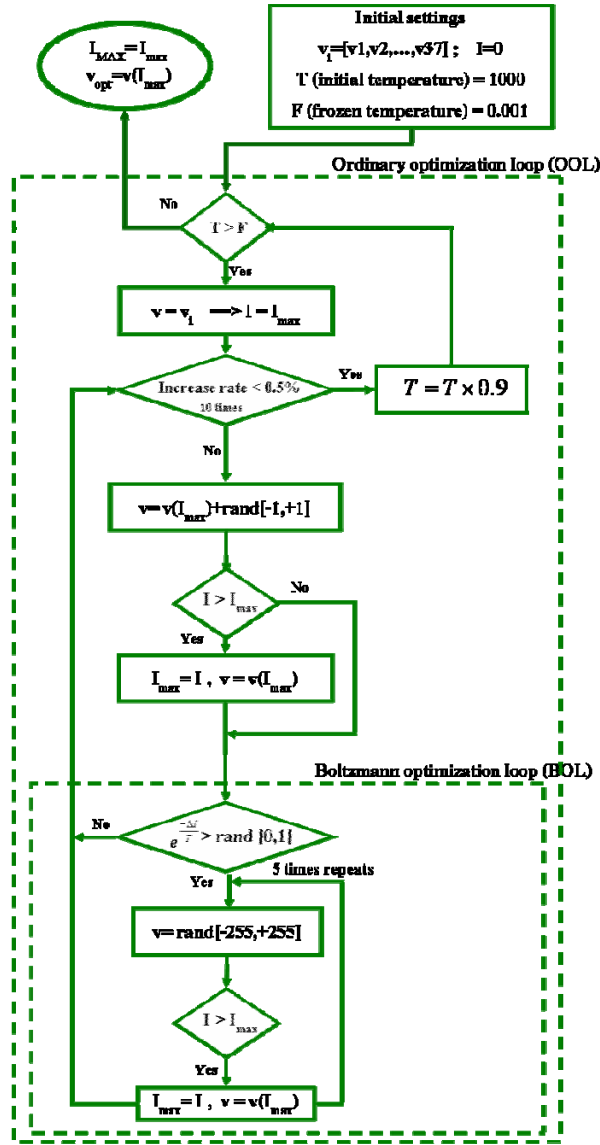 Initial settings
v₁=[v1,v2,...,v37] ; I=0
T (initial temperature) = 1000
F (frozen temperature) = 0.001
I_MAX = I_max
v_opt=v(I_max)
Ordinary optimization loop (OOL)
No
T > F
Yes
v = v₁ ⟹ I = I_max
Increase rate < 0.5%
10 times
Yes
T = T × 0.9
No
v= v(I_max)+rand[-1,+1]
I > I_max
No
Yes
I_max = I , v = v(I_max)
Boltzmann optimization loop (BOL)
No
e^(-ΔI/T) > rand [0,1]
Yes
5 times repeats
v=rand[-255,+255]
I > I_max
Yes
I_max = I , v = v(I_max)